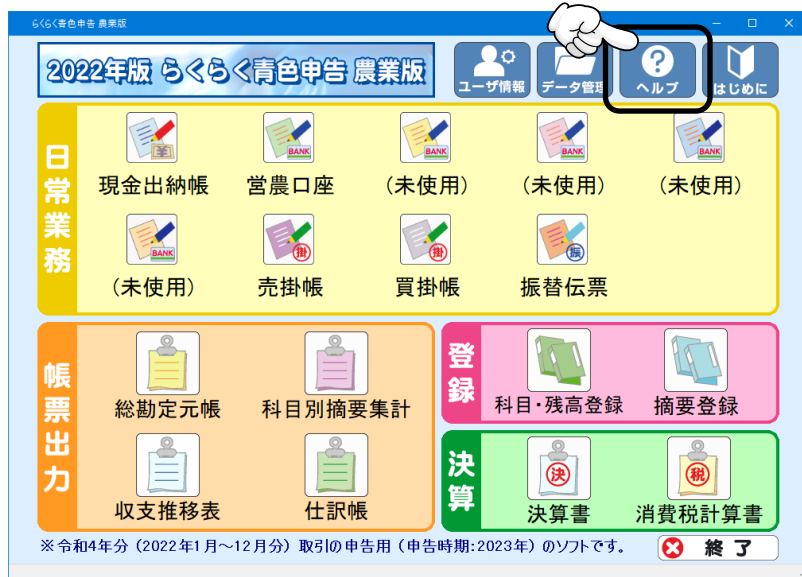 らくらく青色申告 農業版
2022年版 らくらく青色申告 農業版
ユーザ情報
データ管理
ヘルプ
はじめに
日常業務
現金出納帳
営農口座
（未使用）
（未使用）
（未使用）
（未使用）
売掛帳
買掛帳
振替伝票
帳票出力
総勘定元帳
科目別摘要集計
収支推移表
仕訳帳
登録
科目・残高登録
摘要登録
決算
決算書
消費税計算書
※令和4年分（2022年1月～12月分）取引の申告用（申告時期:2023年）のソフトです。
終了